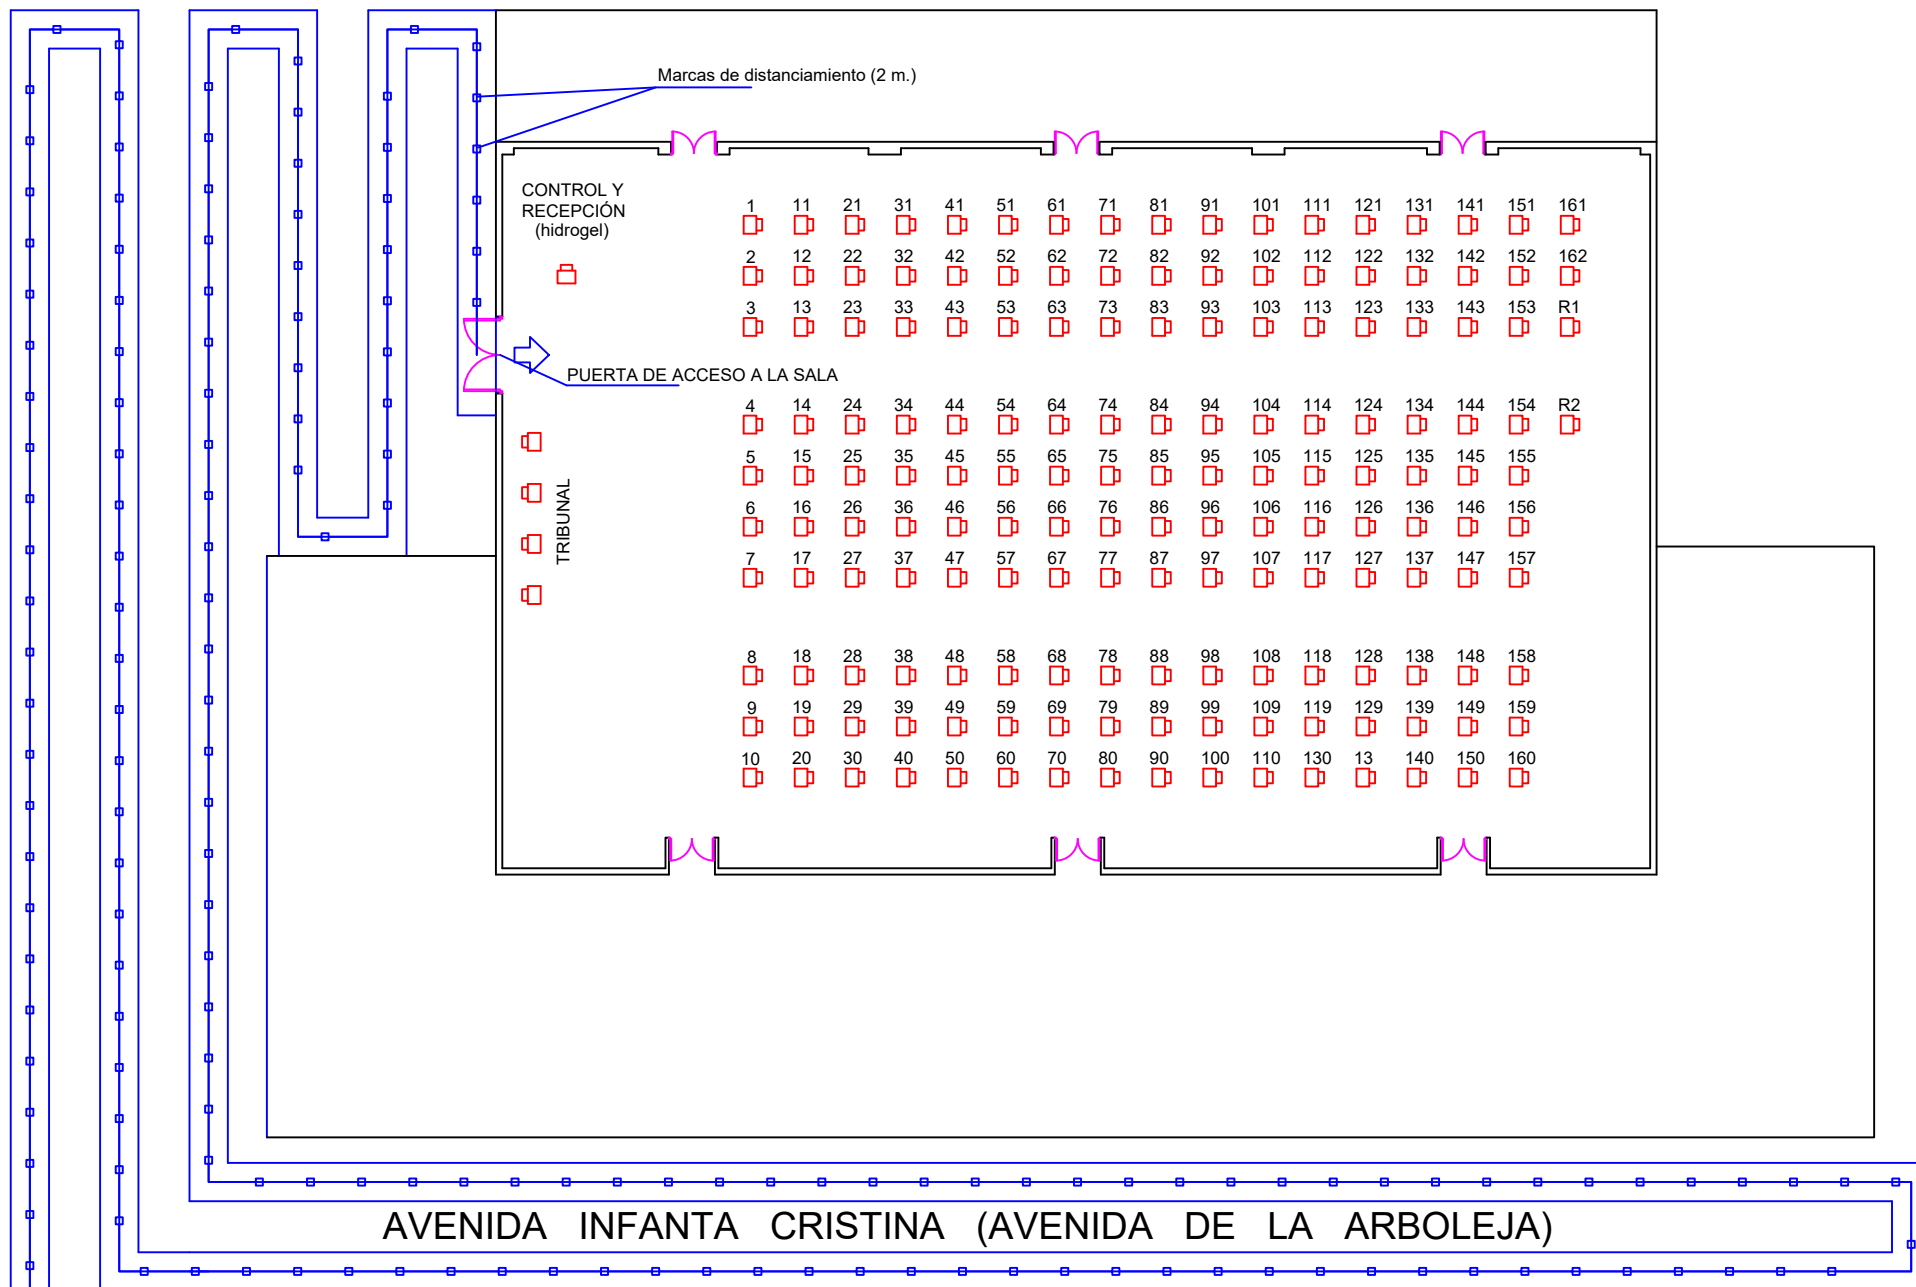 Marcas de distanciamiento (2 m.)
CONTROL Y
RECEPCIÓN
(hidrogel)
1 11 21 31 41 51 61 71 81 91 101 111 121 131 141 151 161
2 12 22 32 42 52 62 72 82 92 102 112 122 132 142 152 162
3 13 23 33 43 53 63 73 83 93 103 113 123 133 143 153 R1
PUERTA DE ACCESO A LA SALA
4 14 24 34 44 54 64 74 84 94 104 114 124 134 144 154 R2
5 15 25 35 45 55 65 75 85 95 105 115 125 135 145 155
TRIBUNAL
6 16 26 36 46 56 66 76 86 96 106 116 126 136 146 156
7 17 27 37 47 57 67 77 87 97 107 117 127 137 147 157
8 18 28 38 48 58 68 78 88 98 108 118 128 138 148 158
9 19 29 39 49 59 69 79 89 99 109 119 129 139 149 159
10 20 30 40 50 60 70 80 90 100 110 130 13 140 150 160
AVENIDA INFANTA CRISTINA (AVENIDA DE LA ARBOLEJA)